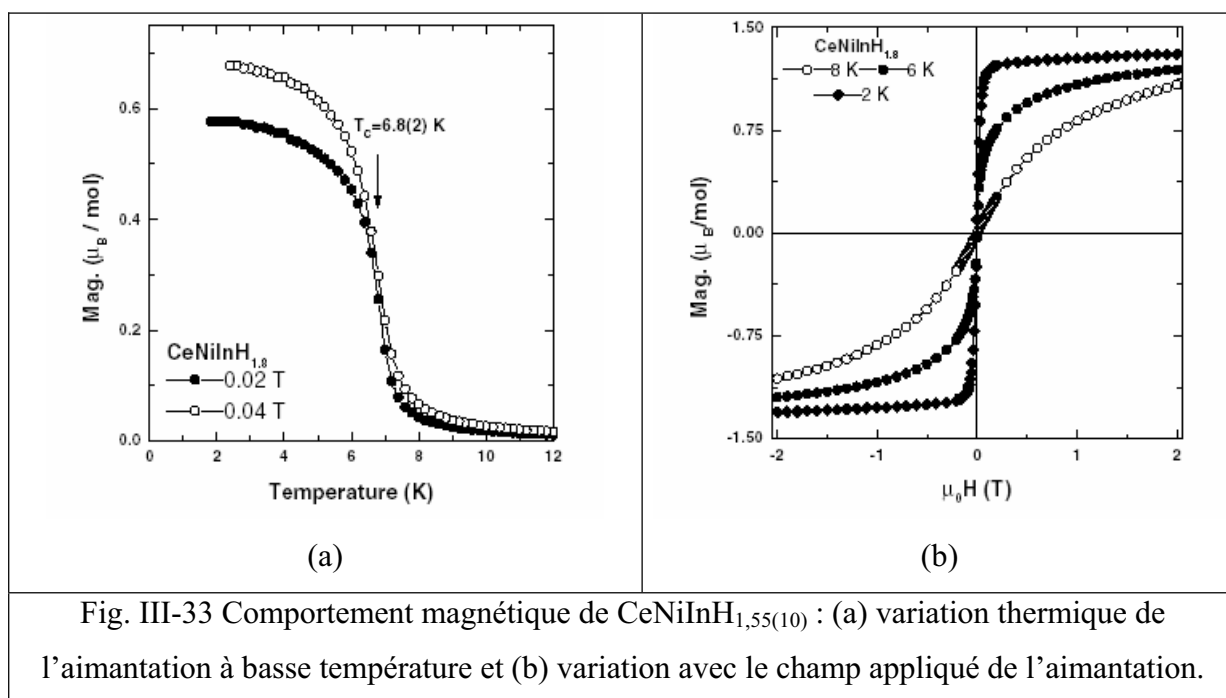 Mag. (μB / mol)
0.6
0.4
0.2
0.0
TC=6.8(2) K
CeNiInH1.8
0.02 T
0.04 T
0 2 4 6 8 10 12
Temperature (K)
(a)
Mag. (μB/mol)
1.50
0.75
0.00
-0.75
-1.50
CeNiInH1.8
8 K 6 K
2 K
-2 -1 0 1 2
μ0H (T)
(b)
Fig. III-33 Comportement magnétique de CeNiInH1,55(10) : (a) variation thermique de
l’aimantation à basse température et (b) variation avec le champ appliqué de l’aimantation.